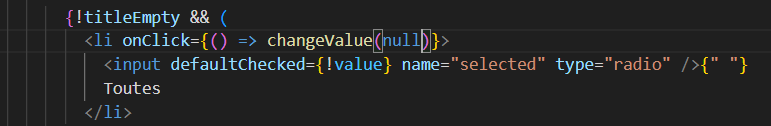 {!titleEmpty && (
<li onClick={() => changeValue(null)}>
<input defaultChecked={!value} name="selected" type="radio" />{" "}
Toutes
</li>